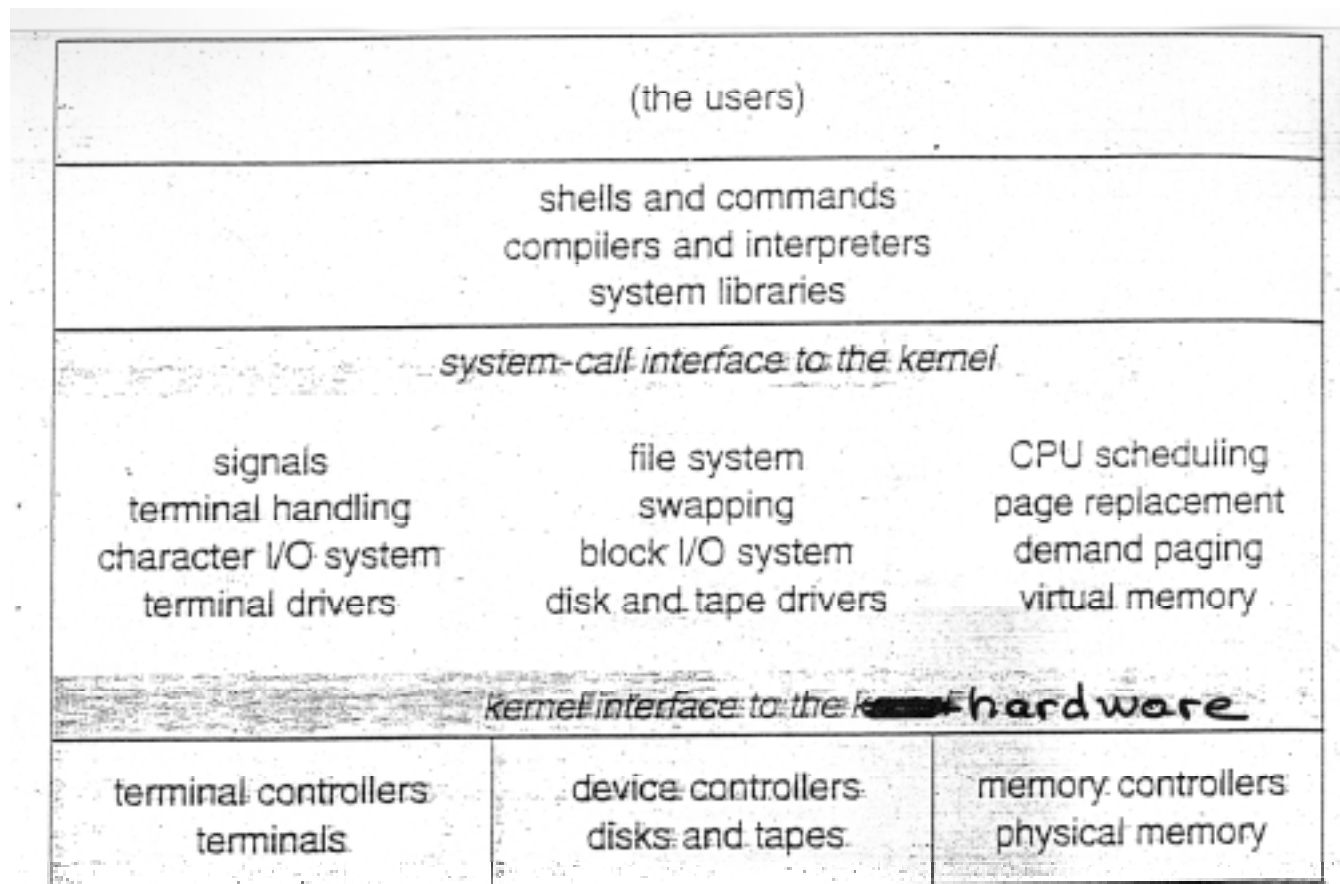 (the users)
shells and commands
compilers and interpreters
system libraries
system-call interface to the kernel
signals
terminal handling
character I/O system
terminal drivers
file system
swapping
block I/O system
disk and tape drivers
CPU scheduling
page replacement
demand paging
virtual memory
kernel interface to the hardware
terminal controllers
terminals
device controllers
disks and tapes
memory controllers
physical memory